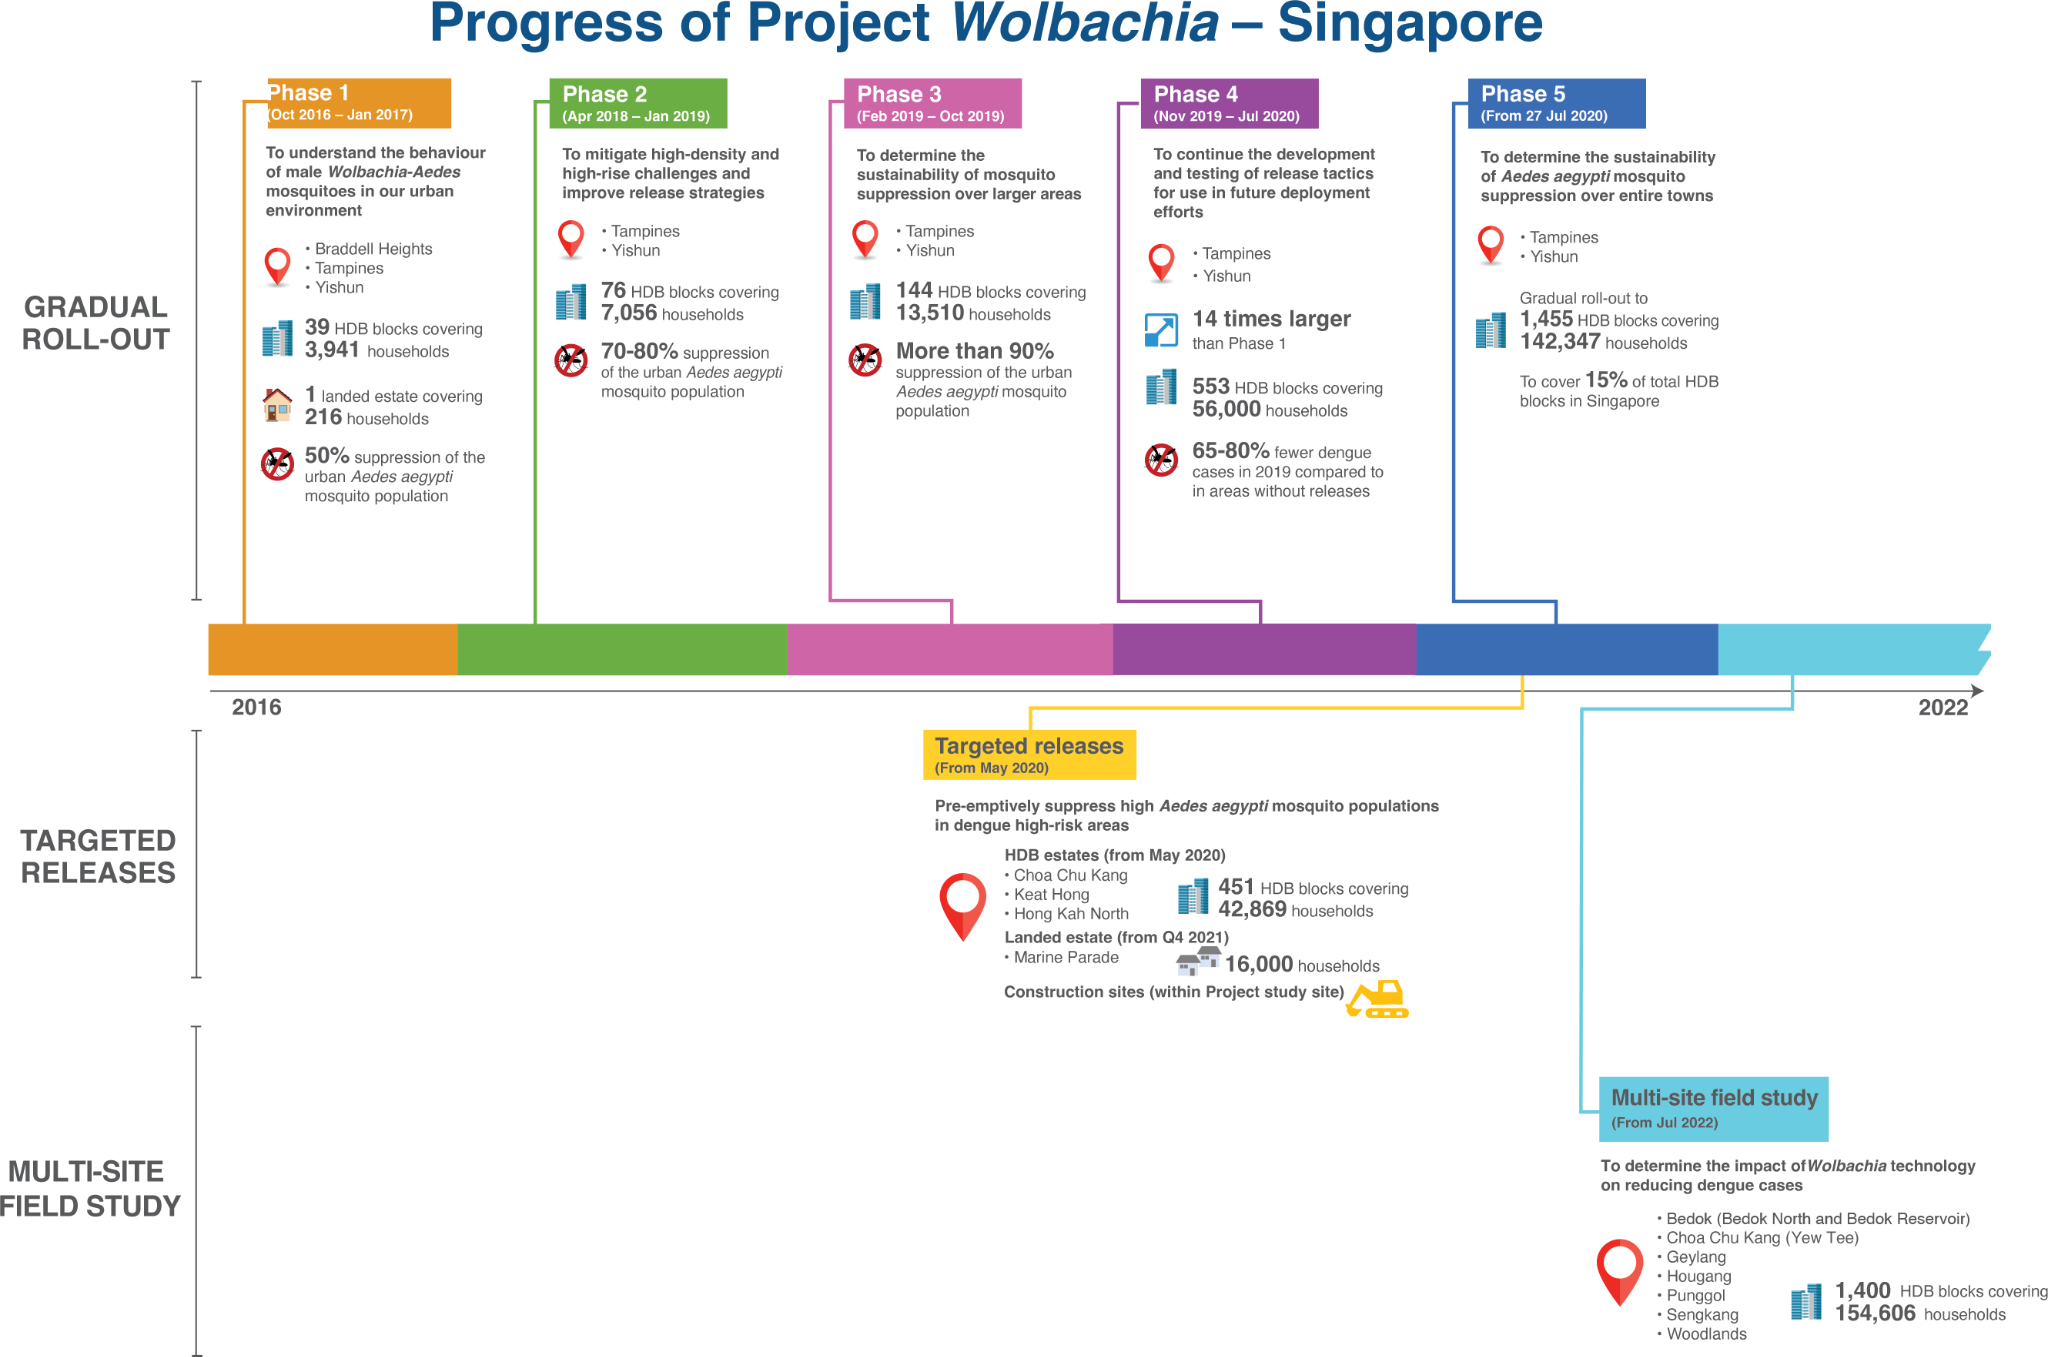 Progress of Project Wolbachia – Singapore
GRADUAL
ROLL-OUT
Phase 1
(Oct 2016 – Jan 2017)
To understand the behaviour
of male Wolbachia-Aedes
mosquitoes in our urban
environment
• Braddell Heights
• Tampines
• Yishun
39 HDB blocks covering
3,941 households
1 landed estate covering
216 households
50% suppression of the
urban Aedes aegypti
mosquito population
Phase 2
(Apr 2018 – Jan 2019)
To mitigate high-density and
high-rise challenges and
improve release strategies
• Tampines
• Yishun
76 HDB blocks covering
7,056 households
70-80% suppression
of the urban Aedes aegypti
mosquito population
Phase 3
(Feb 2019 – Oct 2019)
To determine the
sustainability of mosquito
suppression over larger areas
• Tampines
• Yishun
144 HDB blocks covering
13,510 households
More than 90%
suppression of the urban
Aedes aegypti mosquito
population
Phase 4
(Nov 2019 – Jul 2020)
To continue the development
and testing of release tactics
for use in future deployment
efforts
• Tampines
• Yishun
14 times larger
than Phase 1
553 HDB blocks covering
56,000 households
65-80% fewer dengue
cases in 2019 compared to
in areas without releases
Phase 5
(From 27 Jul 2020)
To determine the sustainability
of Aedes aegypti mosquito
suppression over entire towns
• Tampines
• Yishun
Gradual roll-out to
1,455 HDB blocks covering
142,347 households
To cover 15% of total HDB
blocks in Singapore
2016
2022
TARGETED
RELEASES
Targeted releases
(From May 2020)
Pre-emptively suppress high Aedes aegypti mosquito populations
in dengue high-risk areas
HDB estates (from May 2020)
• Choa Chu Kang
• Keat Hong
• Hong Kah North
451 HDB blocks covering
42,869 households
Landed estate (from Q4 2021)
• Marine Parade
16,000 households
Construction sites (within Project study site)
MULTI-SITE
FIELD STUDY
Multi-site field study
(From Jul 2022)
To determine the impact of Wolbachia technology
on reducing dengue cases
• Bedok (Bedok North and Bedok Reservoir)
• Choa Chu Kang (Yew Tee)
• Geylang
• Hougang
• Punggol
• Sengkang
• Woodlands
1,400 HDB blocks covering
154,606 households